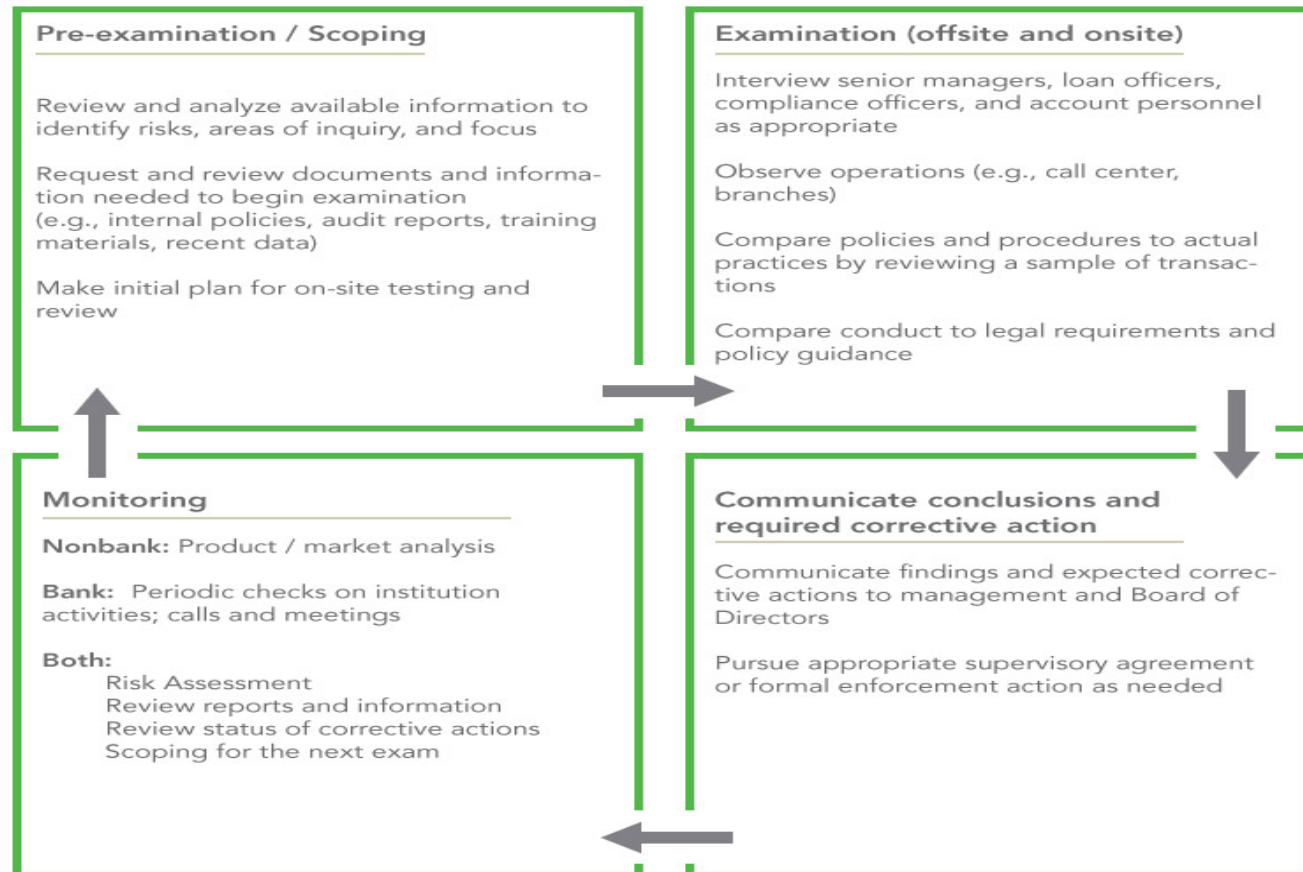 Pre-examination / Scoping
Review and analyze available information to
identify risks, areas of inquiry, and focus
Request and review documents and informa-
tion needed to begin examination
(e.g., internal policies, audit reports, training
materials, recent data)
Make initial plan for on-site testing and
review
Examination (offsite and onsite)
Interview senior managers, loan officers,
compliance officers, and account personnel
as appropriate
Observe operations (e.g., call center,
branches)
Compare policies and procedures to actual
practices by reviewing a sample of transac-
tions
Compare conduct to legal requirements and
policy guidance
Communicate conclusions and
required corrective action
Communicate findings and expected correc-
tive actions to management and Board of
Directors
Pursue appropriate supervisory agreement
or formal enforcement action as needed
Monitoring
Nonbank: Product / market analysis
Bank: Periodic checks on institution
activities; calls and meetings
Both:
Risk Assessment
Review reports and information
Review status of corrective actions
Scoping for the next exam